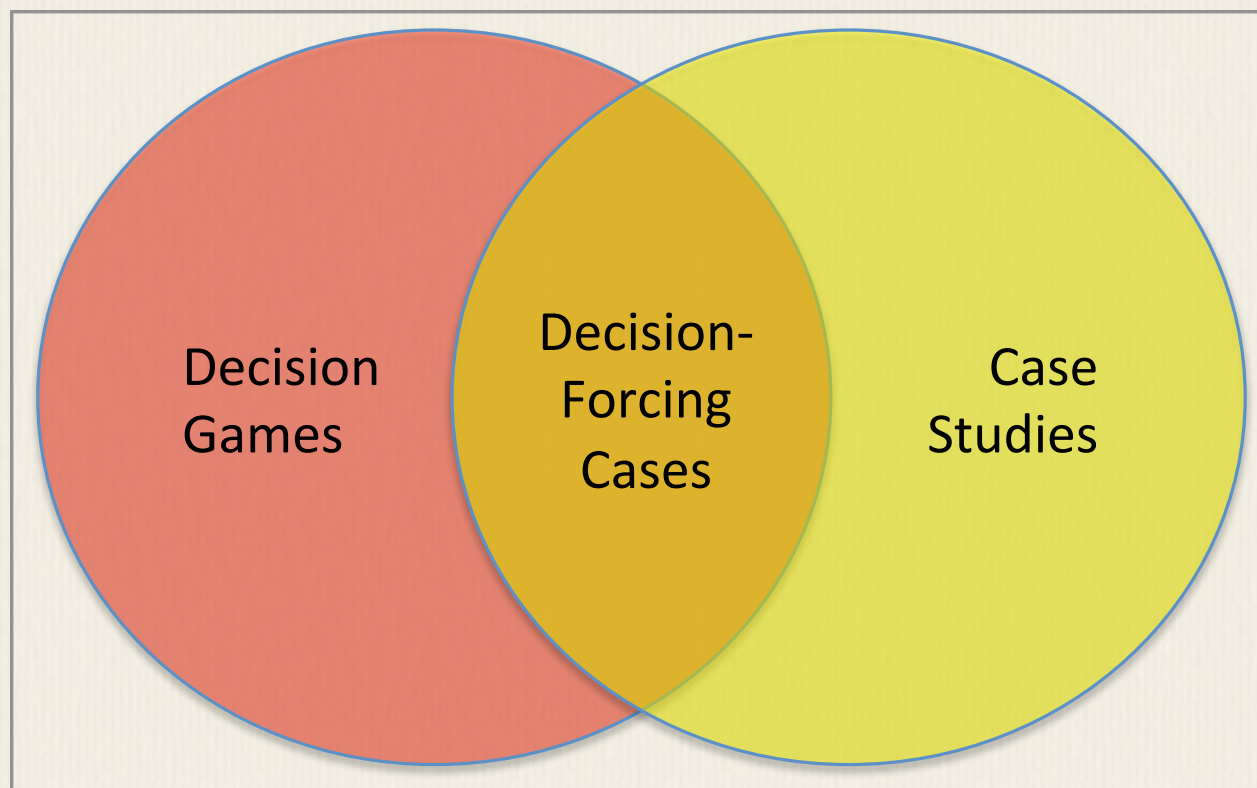 Decision
Games
Decision-
Forcing
Cases
Case
Studies